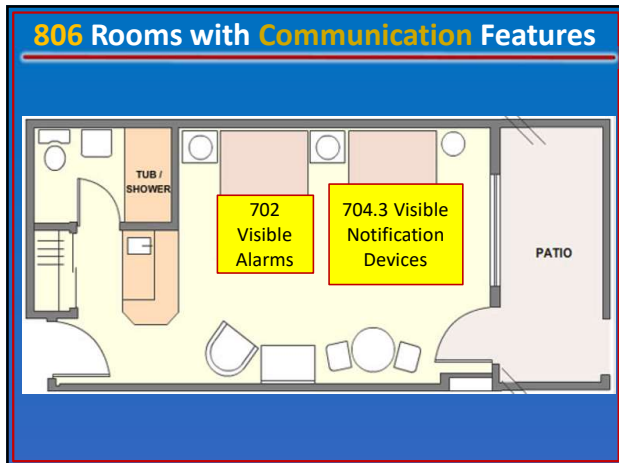 806 Rooms with Communication Features
TUB /
SHOWER
702
Visible
Alarms
704.3 Visible
Notification
Devices
PATIO